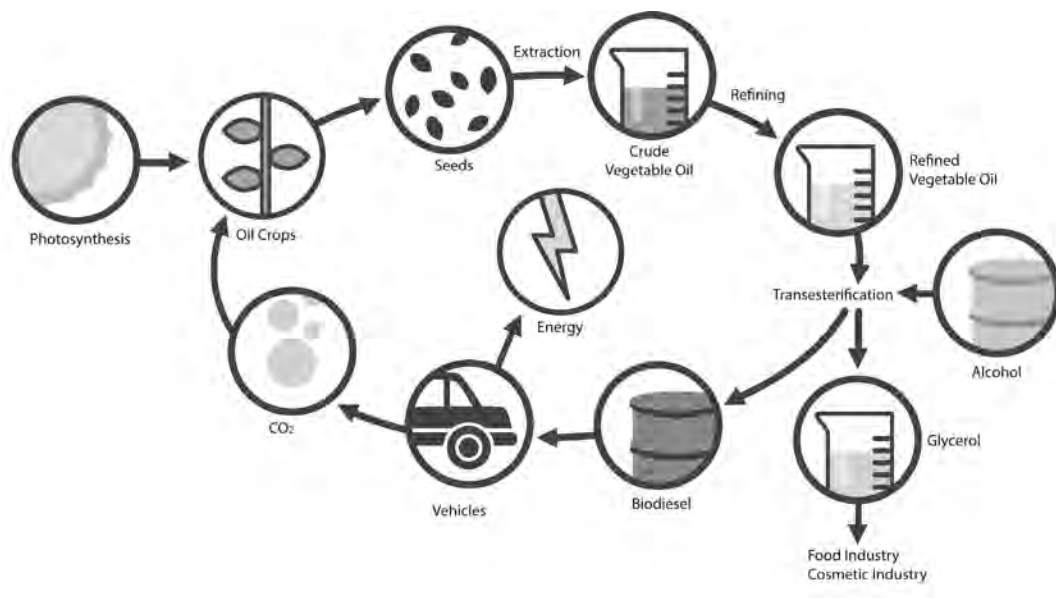 Photosynthesis
Oil Crops
Seeds
Extraction
Crude
Vegetable Oil
Refining
Refined
Vegetable Oil
Transesterification
Alcohol
Glycerol
Food Industry
Cosmetic Industry
Biodiesel
Vehicles
Energy
CO₂